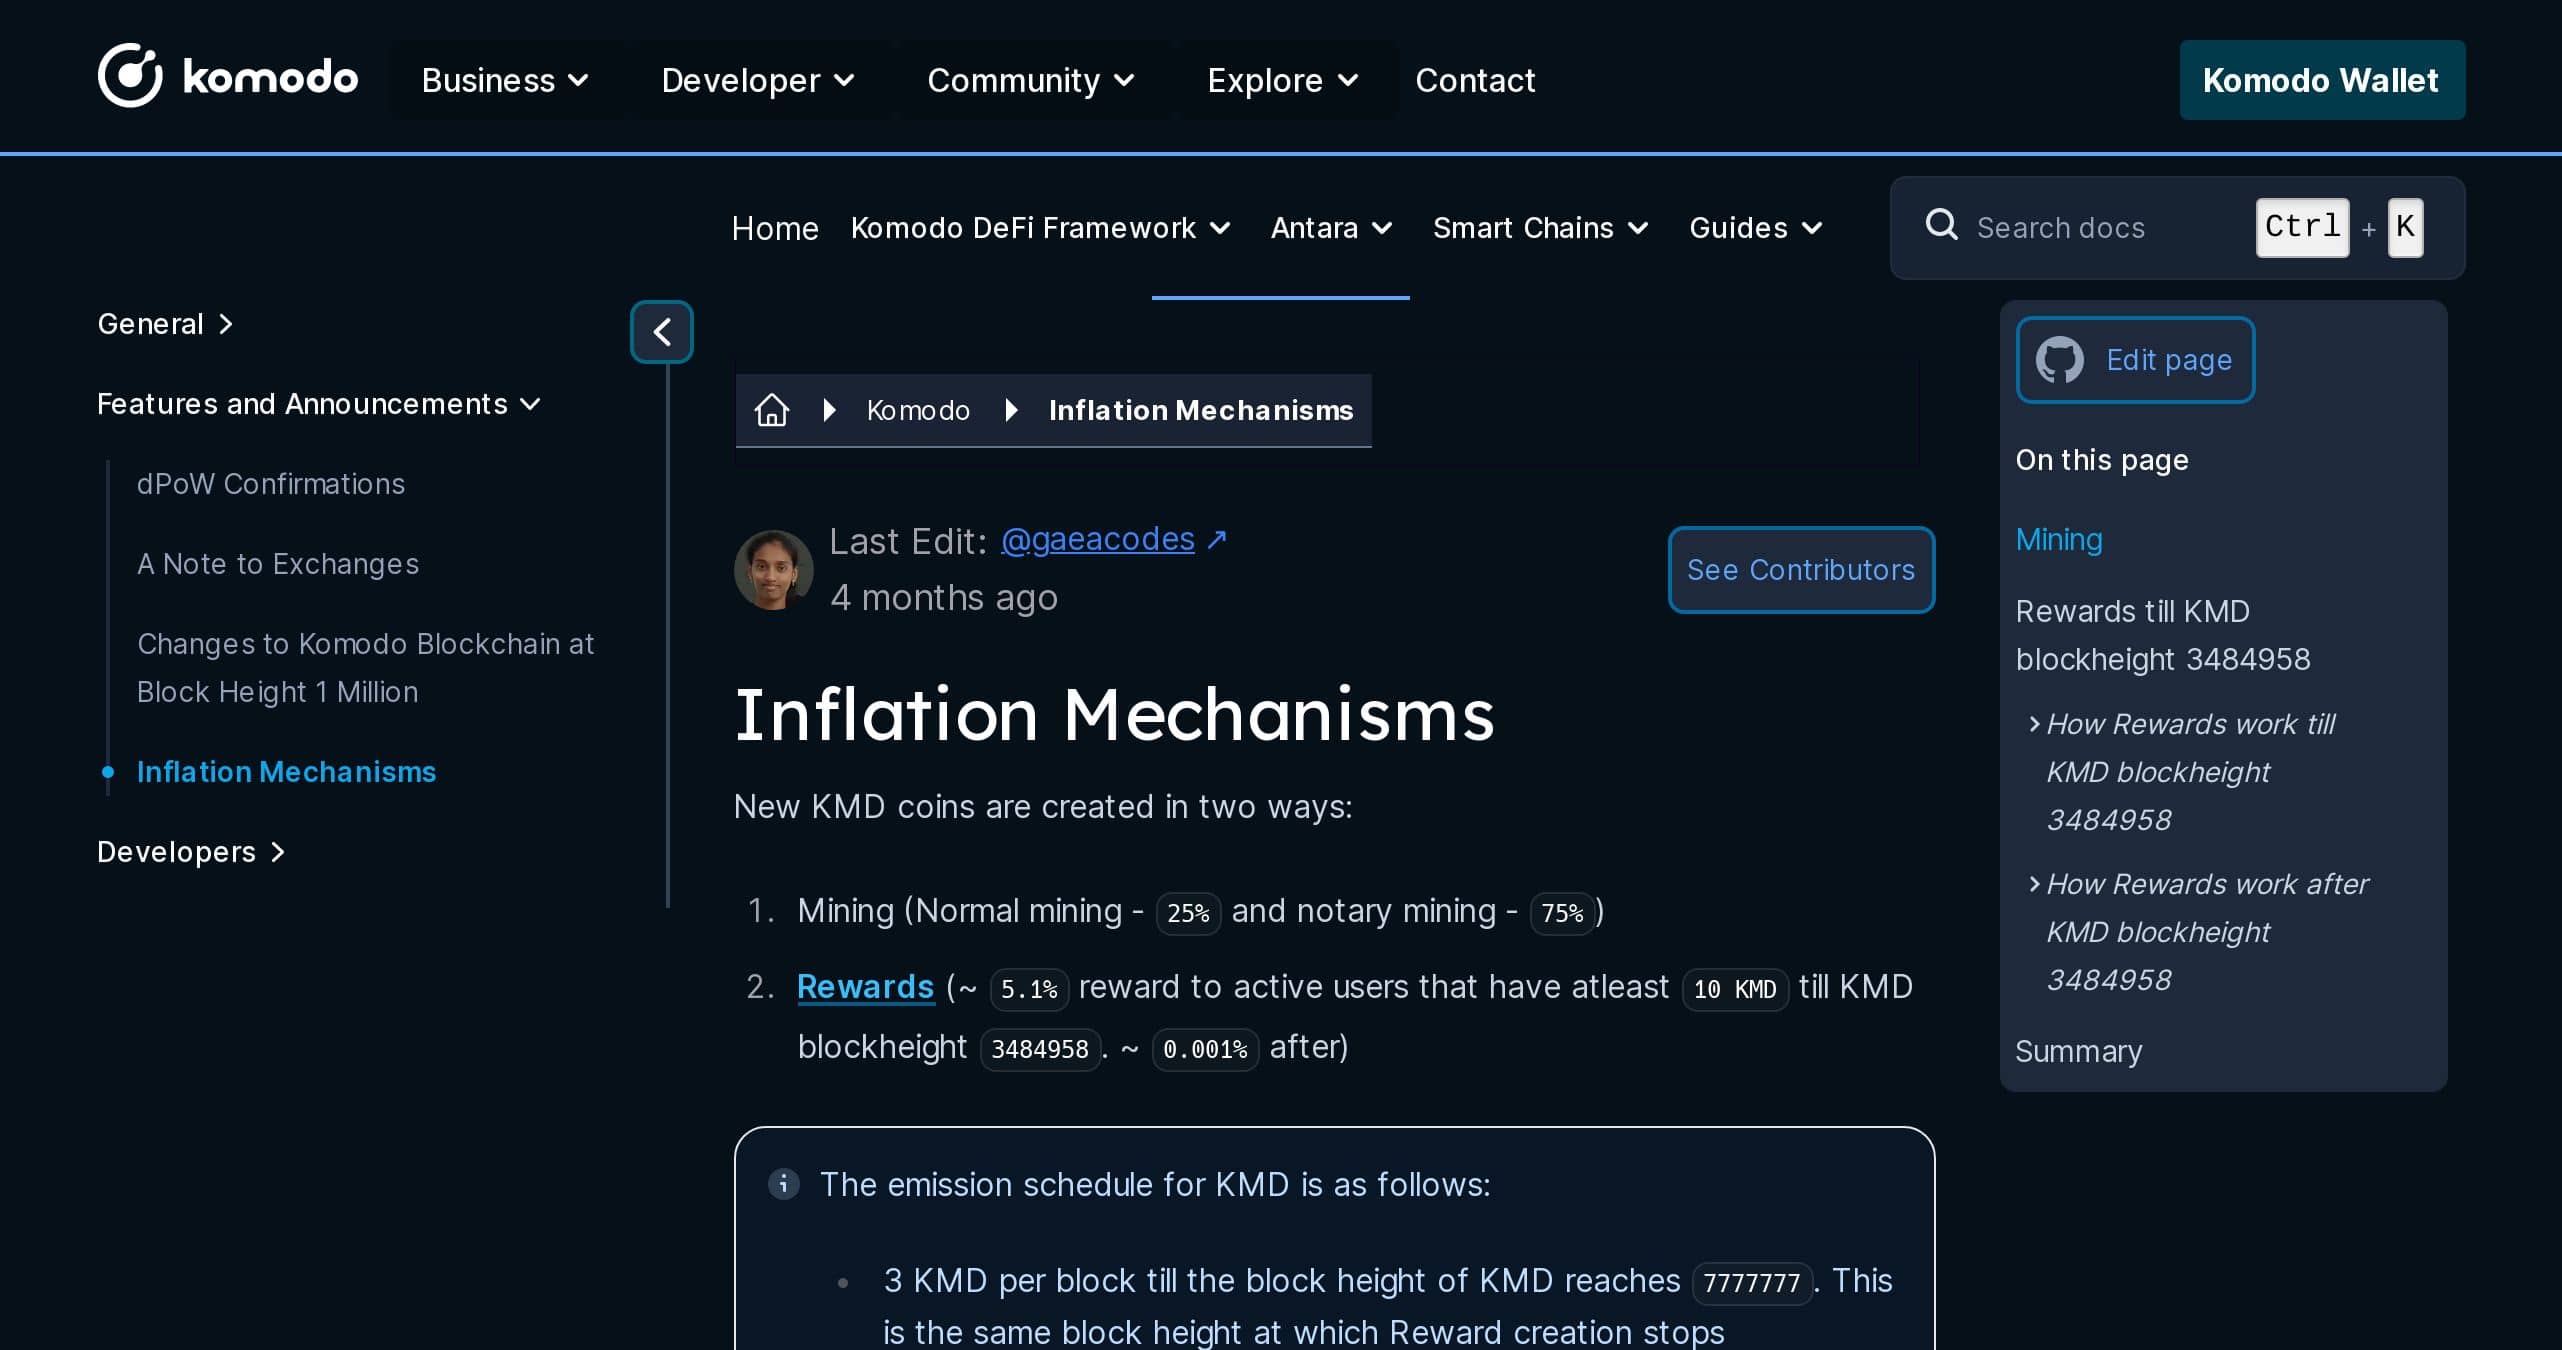 komodo Business Developer Community Explore Contact Komodo Wallet
Home Komodo DeFi Framework Antara Smart Chains Guides Search docs Ctrl + K
General
Features and Announcements
dPoW Confirmations
A Note to Exchanges
Changes to Komodo Blockchain at
Block Height 1 Million
Inflation Mechanisms
Developers
Komodo Inflation Mechanisms
Last Edit: @gaeacodes ↗
4 months ago
See Contributors
Inflation Mechanisms
New KMD coins are created in two ways:
1. Mining (Normal mining - 25% and notary mining - 75%)
2. Rewards (~ 5.1% reward to active users that have atleast 10 KMD till KMD
blockheight 3484958. ~ 0.001% after)
The emission schedule for KMD is as follows:
• 3 KMD per block till the block height of KMD reaches 7777777. This
is the same block height at which Reward creation stops
Edit page
On this page
Mining
Rewards till KMD
blockheight 3484958
How Rewards work till
KMD blockheight
3484958
How Rewards work after
KMD blockheight
3484958
Summary